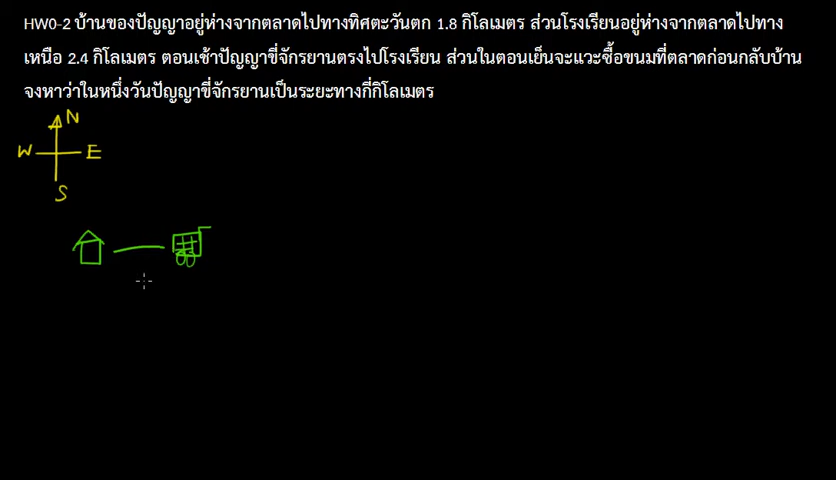 HW0-2 บ้านของปัญญาอยู่ห่างจากตลาดไปทางทิศตะวันตก 1.8 กิโลเมตร ส่วนโรงเรียนอยู่ห่างจากตลาดไปทาง
เหนือ 2.4 กิโลเมตร ตอนเช้าปัญญาขี่จักรยานตรงไปโรงเรียน ส่วนในตอนเย็นจะแวะซื้อขนมที่ตลาดก่อนกลับบ้าน
จงหาว่าในหนึ่งวันปัญญาขี่จักรยานเป็นระยะทางกี่กิโลเมตร
N
W E
S